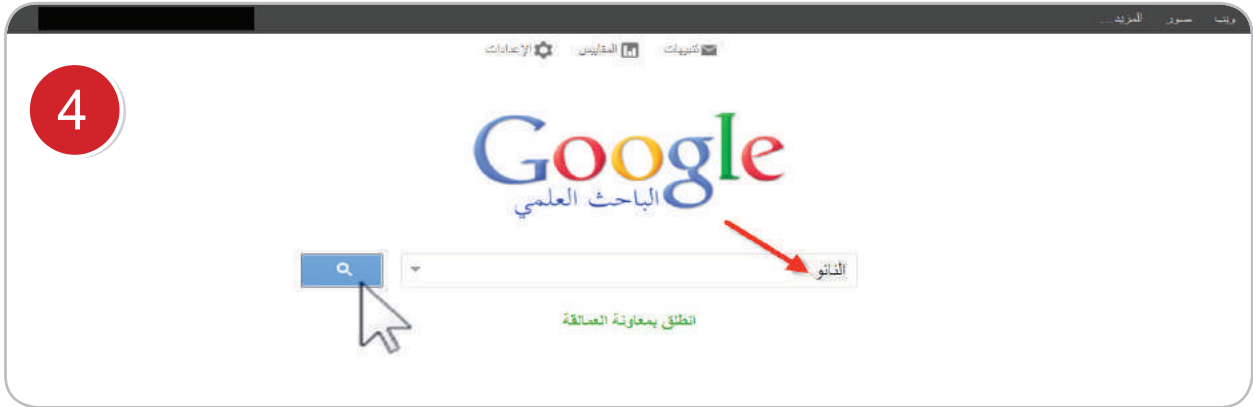 ويب صور المزيد...
تنبيهات المقاييس الإعدادات
4
Google
الباحث العلمي
النانو
انطلق بمعاونة العمالقة